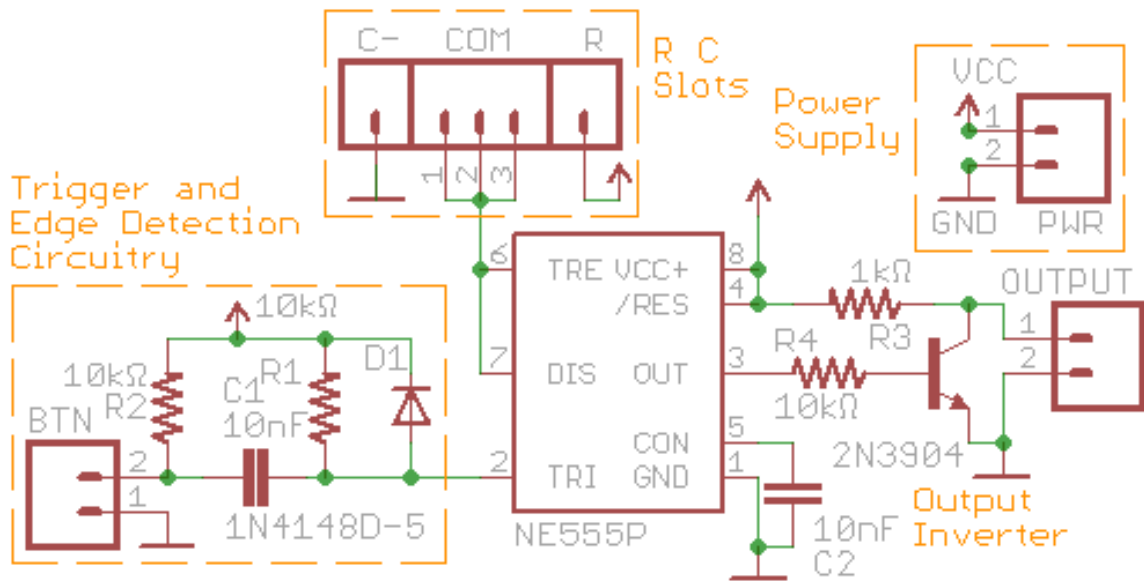 C- COM R
R C
Slots
1 2 3
Power
Supply
VCC
1
2
GND PWR
Trigger and
Edge Detection
Circuitry
10kΩ
10kΩ
R2
C1
10nF
R1
D1
BTN
2
1
1N4148D-5
6 TRE VCC+ 8
/RES 4
7 DIS OUT 3
CON 5
2 TRI GND 1
NE555P
1kΩ
R3
R4
10kΩ
2N3904
OUTPUT
1
2
Output
Inverter
10nF
C2